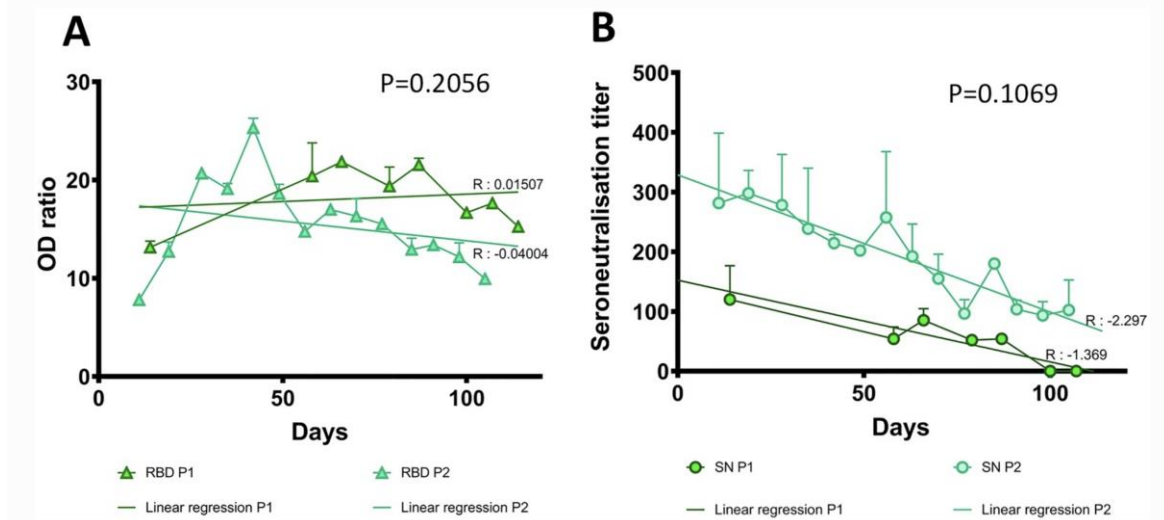 A
P=0.2056
30
20
10
0
OD ratio
R : 0.01507
R : -0.04004
0 50 100
Days
RBD P1 RBD P2
Linear regression P1 Linear regression P2
B
P=0.1069
500
400
300
200
100
0
Seroneutralisation titer
R : -2.297
R : -1.369
0 50 100
Days
SN P1 SN P2
Linear regression P1 Linear regression P2